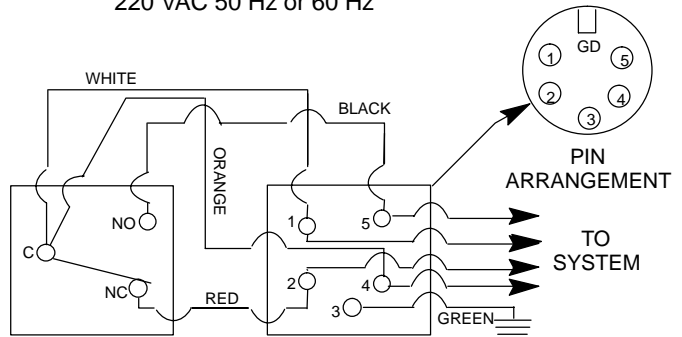 220 VAC 50 Hz or 60 Hz
GD
1
5
2
4
3
PIN
ARRANGEMENT
WHITE
BLACK
ORANGE
NO
C
NC
RED
1
5
2
4
3
GREEN
TO
SYSTEM